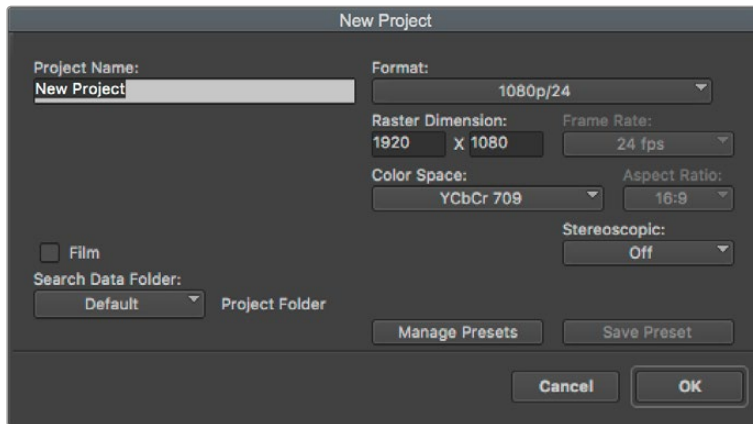 New Project
Project Name:
New Project
Format:
1080p/24
Raster Dimension:
1920 X 1080
Frame Rate:
24 fps
Color Space:
YCbCr 709
Aspect Ratio:
16:9
Stereoscopic:
Off
Film
Search Data Folder:
Default
Project Folder
Manage Presets
Save Preset
Cancel
OK